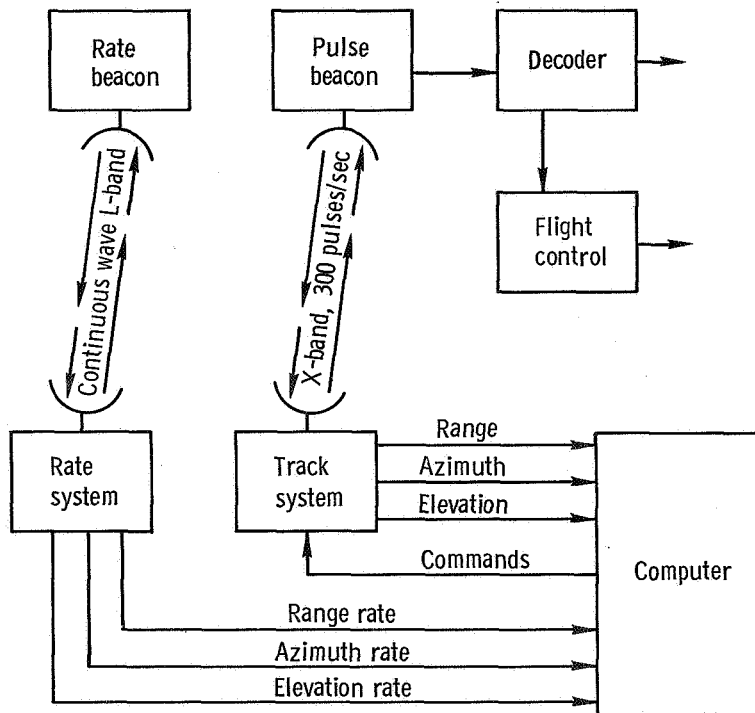 Rate
beacon
Pulse
beacon
Decoder
Continuous wave L-band
X-band, 300 pulses/sec
Flight
control
Rate
system
Track
system
Range
Azimuth
Elevation
Commands
Computer
Range rate
Azimuth rate
Elevation rate